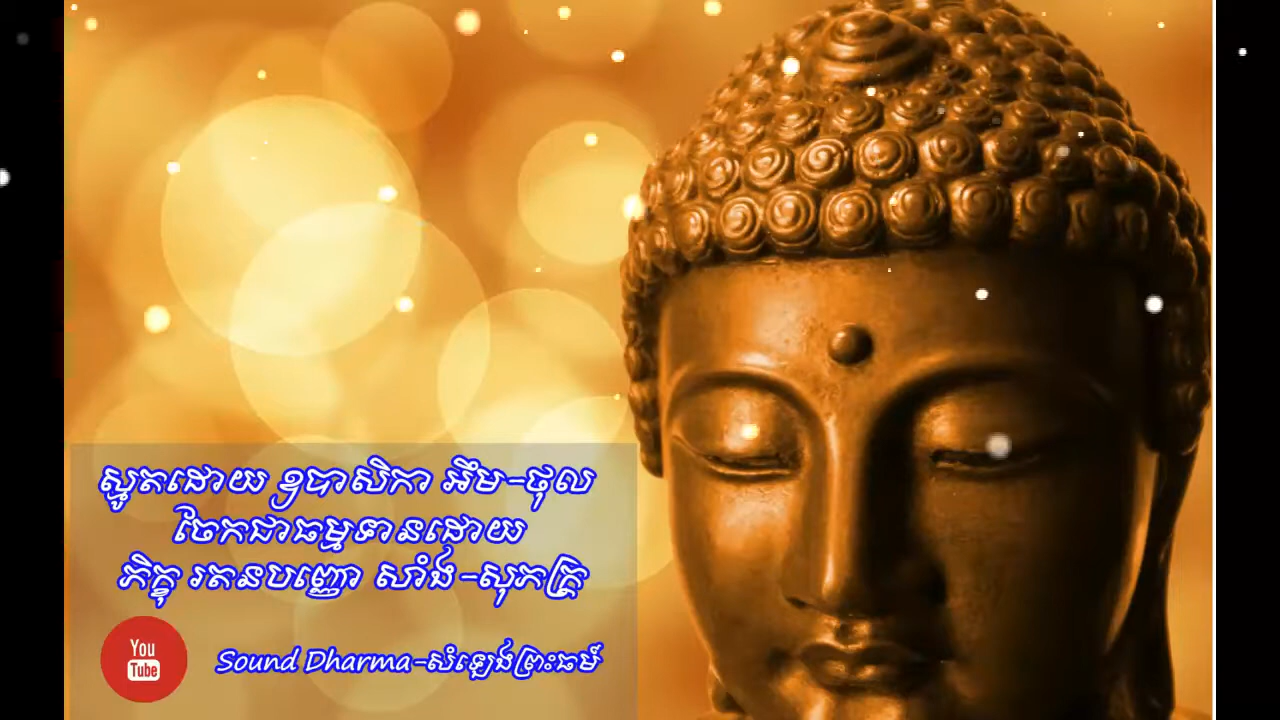 ស្មូតដោយ ឧបាសិកា អឹម-ថុល
ចែកជាធម្មទានដោយ
ភិក្ខុ រតនបញ្ញោ សាំង-សុភក្ត្រ
You
Tube
Sound Dharma-សំឡេងព្រះធម៌